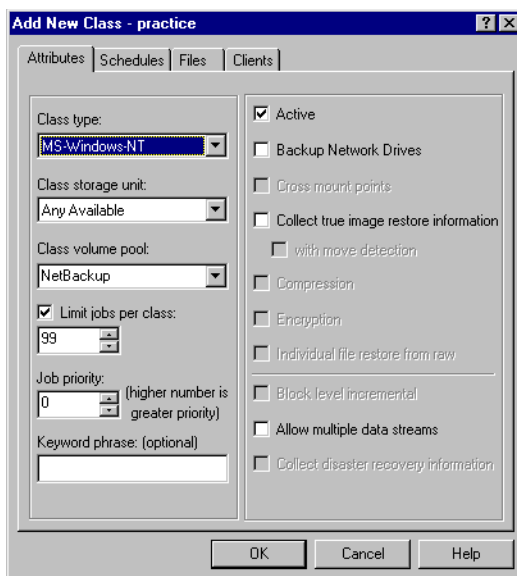 Add New Class - practice
Attributes Schedules Files Clients
Class type:
MS-Windows-NT
Class storage unit:
Any Available
Class volume pool:
NetBackup
Limit jobs per class:
99
Job priority:
0 (higher number is
greater priority)
Keyword phrase: (optional)
Active
Backup Network Drives
Cross mount points
Collect true image restore information
with move detection
Compression
Encryption
Individual file restore from raw
Block level incremental
Allow multiple data streams
Collect disaster recovery information
OK Cancel Help